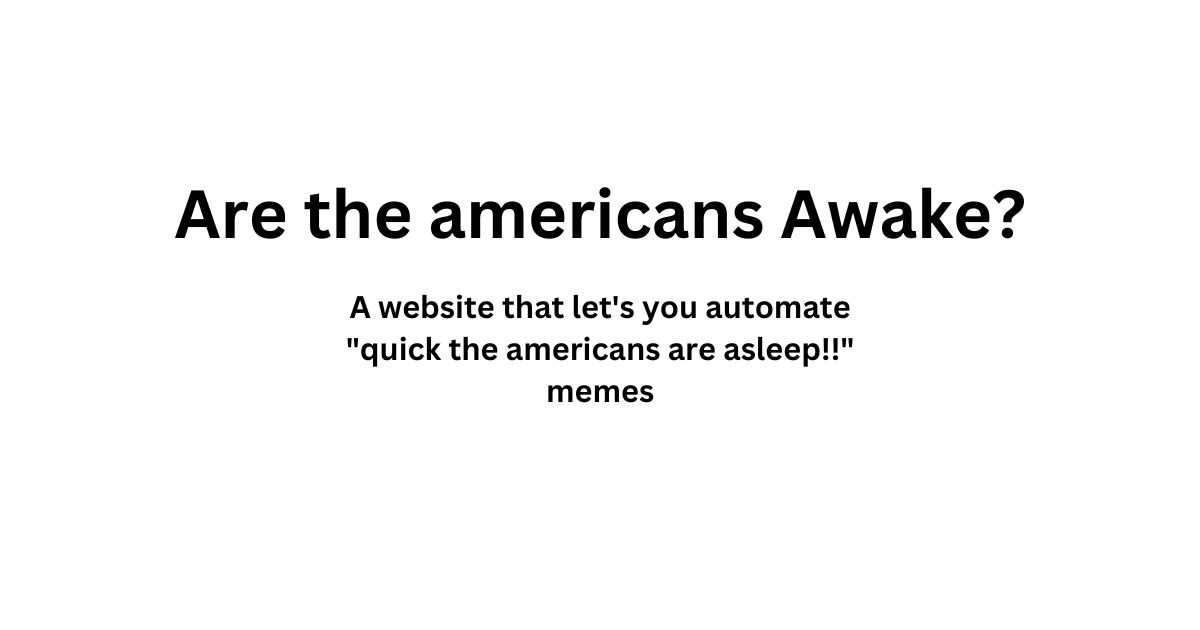 Are the americans Awake?
A website that let's you automate
"quick the americans are asleep!!"
memes